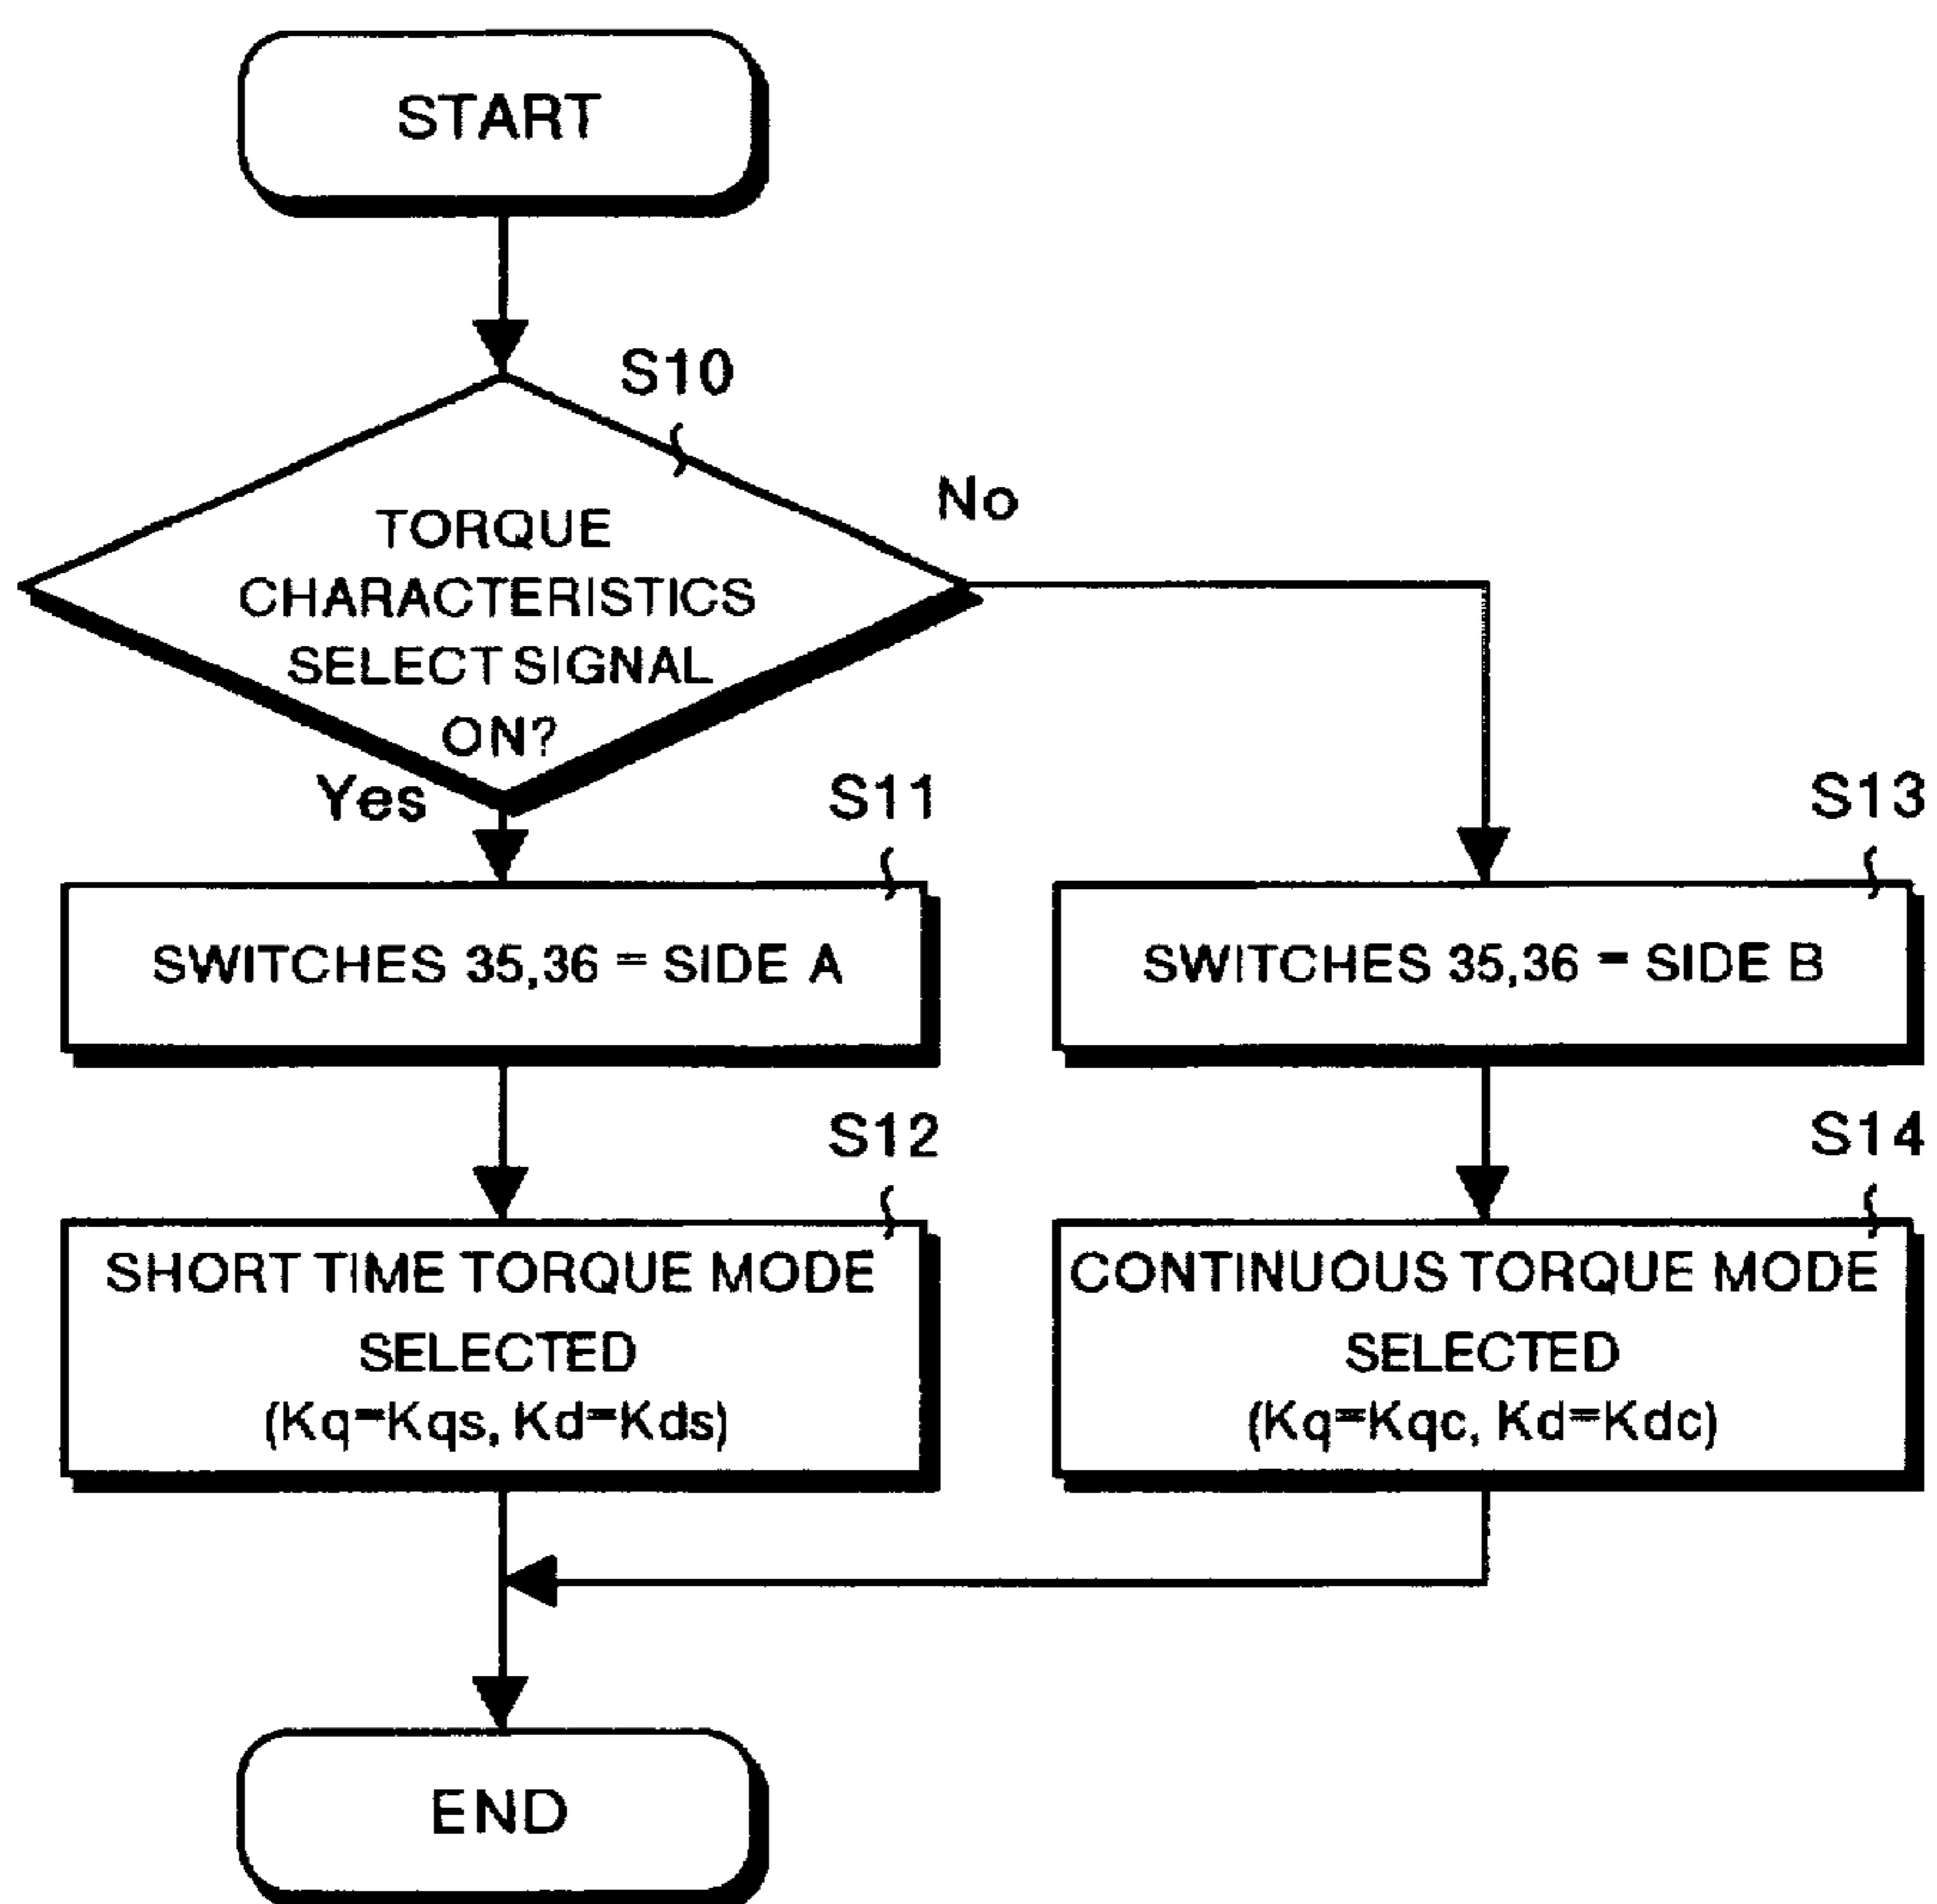 START
S10
No
TORQUE
CHARACTERISTICS
SELECT SIGNAL
ON?
Yes
S11
SWITCHES 35,36 = SIDE A
S13
SWITCHES 35,36 = SIDE B
S12
SHORT TIME TORQUE MODE
SELECTED
(Kq=Kqs, Kd=Kds)
S14
CONTINUOUS TORQUE MODE
SELECTED
(Kq=Kqc, Kd=Kdc)
END